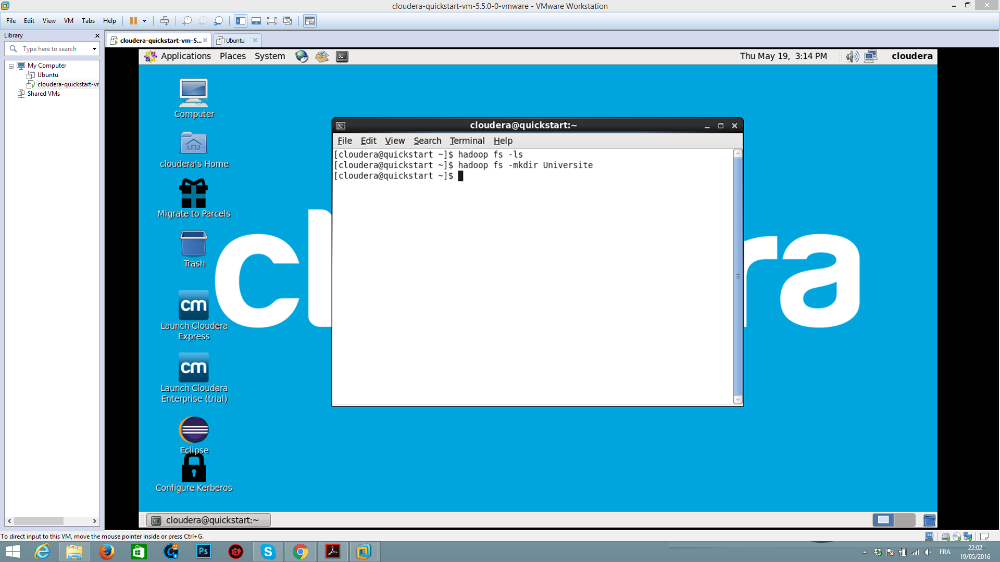 cloudera-quickstart-vm-5.5.0-0-vmware - VMware Workstation
File Edit View VM Tabs Help
Library
Type here to search
My Computer
Ubuntu
cloudera-quickstart-vr
Shared VMs
cloudera-quickstart-vm-5... Ubuntu
Applications Places System Thu May 19, 3:14 PM cloudera
Computer
cloudera's Home
Migrate to Parcels
Trash
cm
Launch Cloudera
Express
cm
Launch Cloudera
Enterprise (trial)
Eclipse
Configure Kerberos
cl
ra
cloudera@quickstart:~
File Edit View Search Terminal Help
[cloudera@quickstart ~]$ hadoop fs -ls
[cloudera@quickstart ~]$ hadoop fs -mkdir Universite
[cloudera@quickstart ~]$
cloudera@quickstart:~
To direct input to this VM, move the mouse pointer inside or press Ctrl+G.
Ps
FRA
22:02
19/05/2016